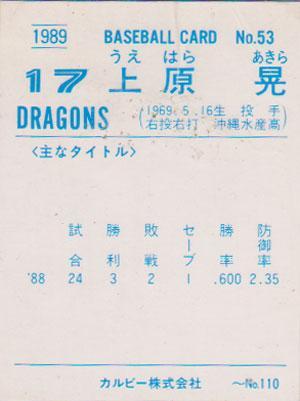 1989 BASEBALL CARD No.53
うえ はら あきら
17 上原 晃
DRAGONS (1969.5.16生 投手
右投右打 沖縄水産高)
〈主なタイトル〉
試合 勝利 敗戦 セーブ 勝率 防御率
'88 24 3 2 1 .600 2.35
カルビー株式会社 〜No.110